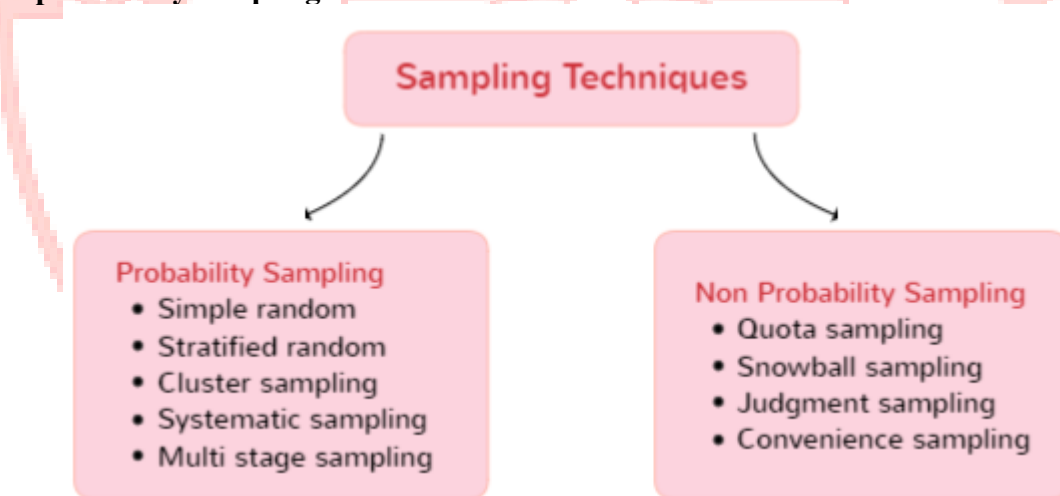 Sampling Techniques
Probability Sampling
• Simple random
• Stratified random
• Cluster sampling
• Systematic sampling
• Multi stage sampling
Non Probability Sampling
• Quota sampling
• Snowball sampling
• Judgment sampling
• Convenience sampling